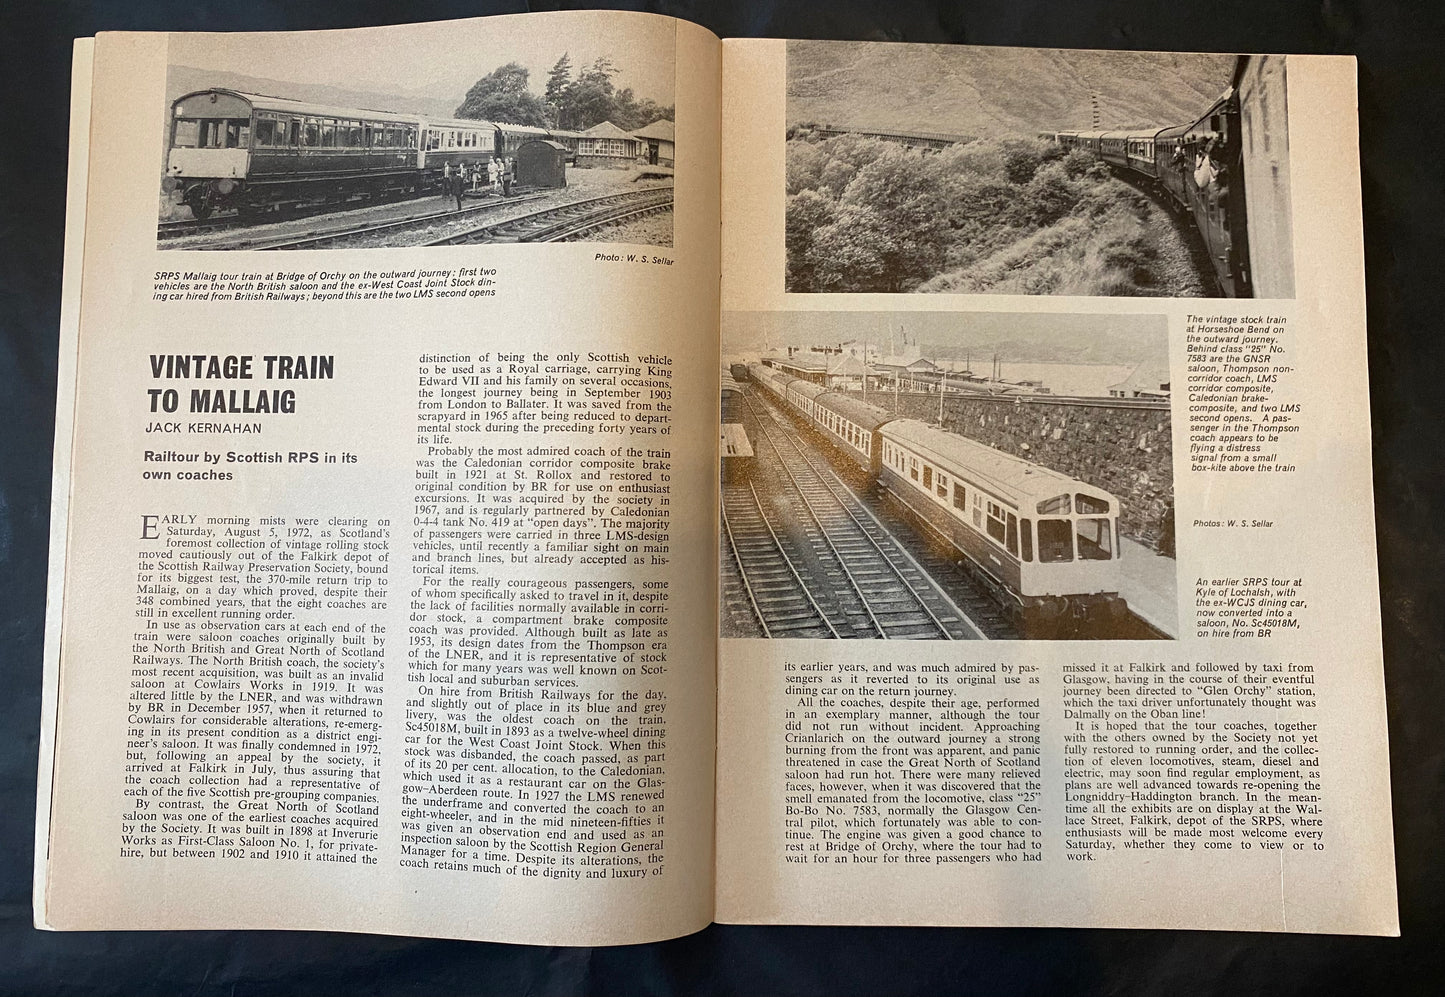 Photo: W. S. Sellar
SRPS Mallaig tour train at Bridge of Orchy on the outward journey: first two
vehicles are the North British saloon and the ex-West Coast Joint Stock din-
ing car hired from British Railways; beyond this are the two LMS second opens
VINTAGE TRAIN
TO MALLAIG
JACK KERNAHAN
Railtour by Scottish RPS in its
own coaches
EARLY morning mists were clearing on
Saturday, August 5, 1972, as Scotland's
foremost collection of vintage rolling stock
moved cautiously out of the Falkirk depot of
the Scottish Railway Preservation Society, bound
for its biggest test, the 370-mile return trip to
Mallaig, on a day which proved, despite their
348 combined years, that the eight coaches are
still in excellent running order.
In use as observation cars at each end of the
train were saloon coaches originally built by
the North British and Great North of Scotland
Railways. The North British coach, the society's
most recent acquisition, was built as an invalid
saloon at Cowlairs Works in 1919. It was
altered little by the LNER, and was withdrawn
by BR in December 1957, when it returned to
Cowlairs for considerable alterations, re-emerg-
ing in its present condition as a district engi-
neer's saloon. It was finally condemned in 1972,
but, following an appeal by the society, it
arrived at Falkirk in July, thus assuring that
the coach collection had a representative of
each of the five Scottish pre-grouping companies.
By contrast, the Great North of Scotland
saloon was one of the earliest coaches acquired
by the Society. It was built in 1898 at Inverurie
Works as First-Class Saloon No. 1, for private-
hire, but between 1902 and 1910 it attained the
distinction of being the only Scottish vehicle
to be used as a Royal carriage, carrying King
Edward VII and his family on several occasions,
the longest journey being in September 1903
from London to Ballater. It was saved from the
scrapyard in 1965 after being reduced to depart-
mental stock during the preceding forty years of
its life.
Probably the most admired coach of the train
was the Caledonian corridor composite brake
built in 1921 at St. Rollox and restored to
original condition by BR for use on enthusiast
excursions. It was acquired by the society in
1967, and is regularly partnered by Caledonian
0-4-4 tank No. 419 at "open days". The majority
of passengers were carried in three LMS-design
vehicles, until recently a familiar sight on main
and branch lines, but already accepted as his-
torical items.
For the really courageous passengers, some
of whom specifically asked to travel in it, despite
the lack of facilities normally available in corri-
dor stock, a compartment brake composite
coach was provided. Although built as late as
1953, its design dates from the Thompson era
of the LNER, and it is representative of stock
which for many years was well known on Scot-
tish local and suburban services.
On hire from British Railways for the day,
and slightly out of place in its blue and grey
livery, was the oldest coach on the train.
Sc45018M, built in 1893 as a twelve-wheel dining
car for the West Coast Joint Stock. When this
stock was disbanded, the coach passed, as part
of its 20 per cent. allocation, to the Caledonian,
which used it as a restaurant car on the Glas-
gow–Aberdeen route. In 1927 the LMS renewed
the underframe and converted the coach to an
eight-wheeler, and in the mid nineteen-fifties it
was given an observation end and used as an
inspection saloon by the Scottish Region General
Manager for a time. Despite its alterations, the
coach retains much of the dignity and luxury of
The vintage stock train
at Horseshoe Bend on
the outward journey.
Behind class "25" No.
7583 are the GNSR
saloon, Thompson non-
corridor coach, LMS
corridor composite,
Caledonian brake-
composite, and two LMS
second opens. A pas-
senger in the Thompson
coach appears to be
flying a distress
signal from a small
box-kite above the train
Photos: W. S. Sellar
An earlier SRPS tour at
Kyle of Lochalsh, with
the ex-WCJS dining car,
now converted into a
saloon, No. Sc45018M,
on hire from BR
its earlier years, and was much admired by pas-
sengers as it reverted to its original use as
dining car on the return journey.
All the coaches, despite their age, performed
in an exemplary manner, although the tour
did not run without incident. Approaching
Crianlarich on the outward journey a strong
burning from the front was apparent, and panic
threatened in case the Great North of Scotland
saloon had run hot. There were many relieved
faces, however, when it was discovered that the
smell emanated from the locomotive, class "25"
Bo-Bo No. 7583, normally the Glasgow Cen-
tral pilot, which fortunately was able to con-
tinue. The engine was given a good chance to
rest at Bridge of Orchy, where the tour had to
wait for an hour for three passengers who had
missed it at Falkirk and followed by taxi from
Glasgow, having in the course of their eventful
journey been directed to "Glen Orchy" station,
which the taxi driver unfortunately thought was
Dalmally on the Oban line!
It is hoped that the tour coaches, together
with the others owned by the Society not yet
fully restored to running order, and the collec-
tion of eleven locomotives, steam, diesel and
electric, may soon find regular employment, as
plans are well advanced towards re-opening the
Longniddry–Haddington branch. In the mean-
time all the exhibits are on display at the Wal-
lace Street, Falkirk, depot of the SRPS, where
enthusiasts will be made most welcome every
Saturday, whether they come to view or to
work.